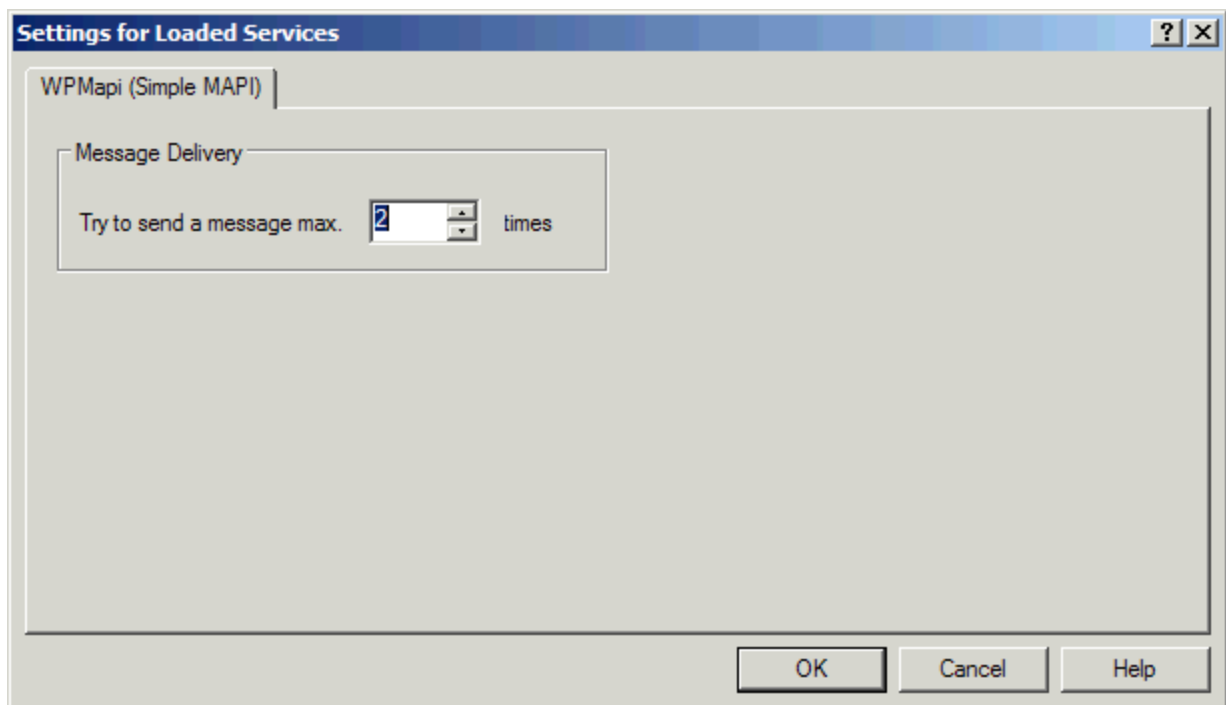 Settings for Loaded Services
WPMapi (Simple MAPI)
Message Delivery
Try to send a message max. 2 times
OK Cancel Help